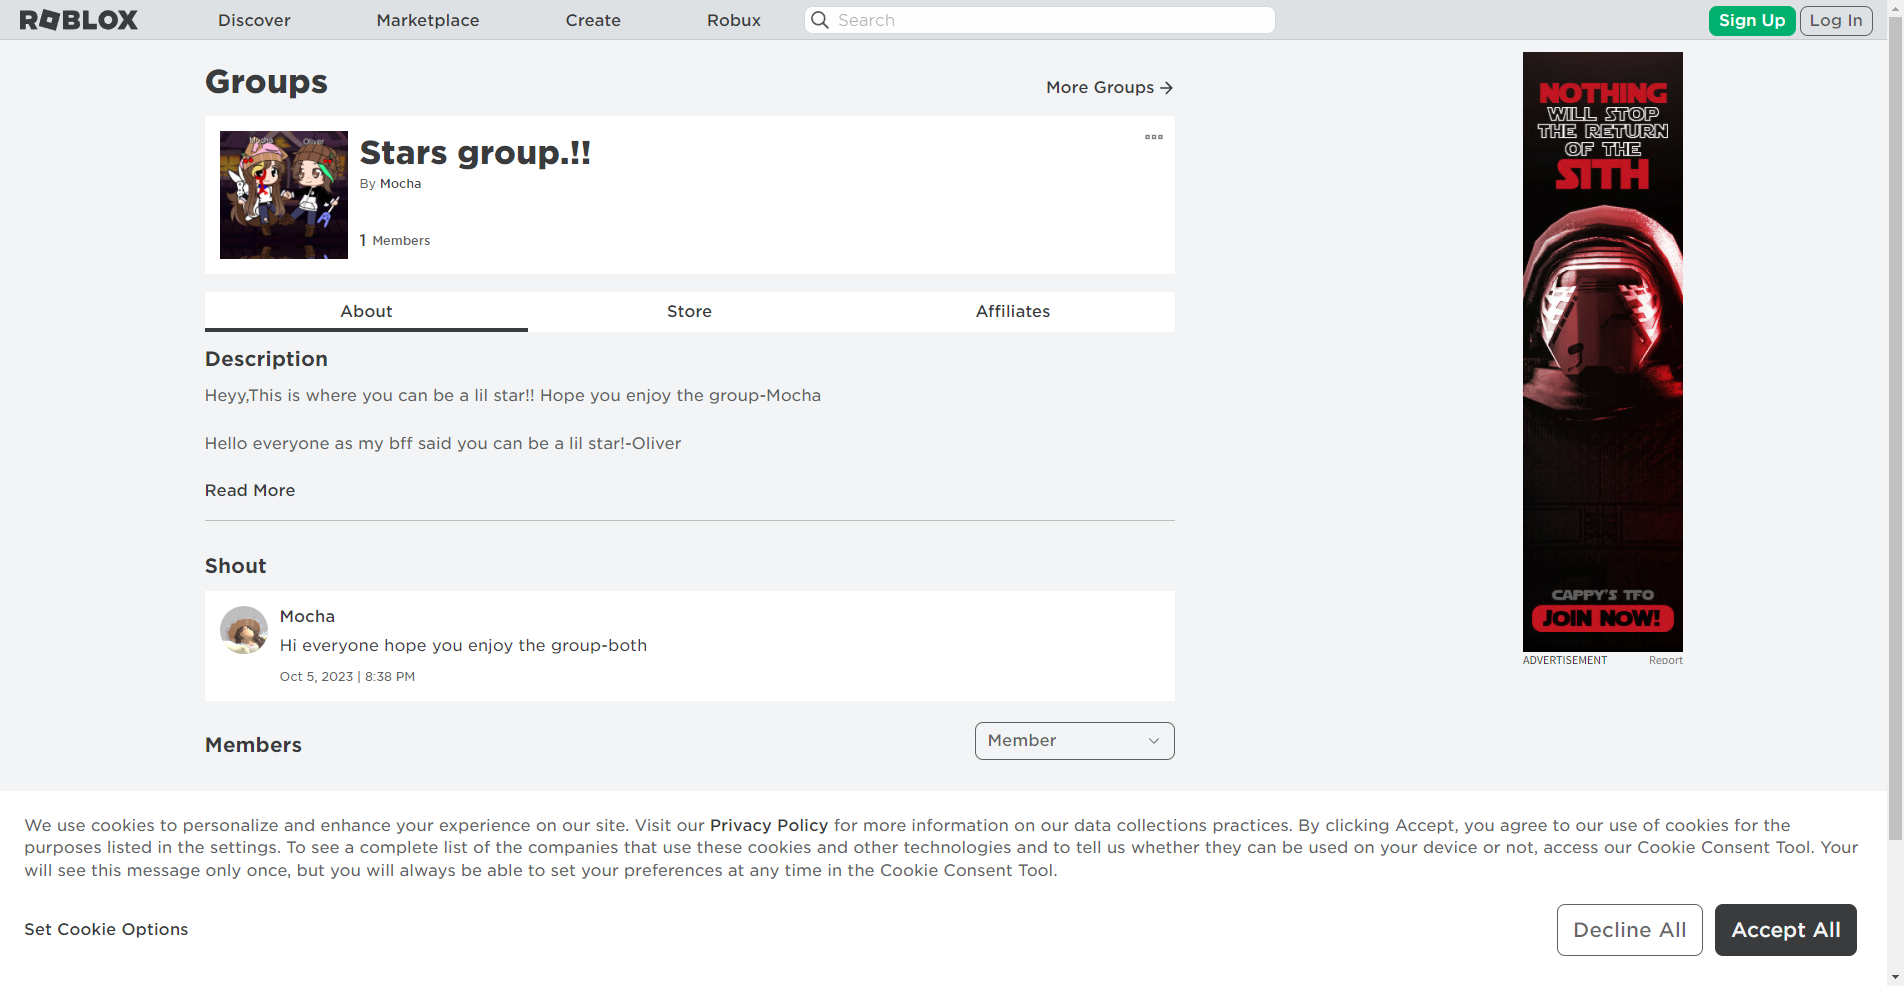 ROBLOX
Discover
Marketplace
Create
Robux
Search
Sign Up
Log In
Groups
More Groups
Mocha
Oliver
Stars group.!!
By Mocha
1 Members
About
Store
Affiliates
Description
Heyy,This is where you can be a lil star!! Hope you enjoy the group-Mocha
Hello everyone as my bff said you can be a lil star!-Oliver
Read More
Shout
Mocha
Hi everyone hope you enjoy the group-both
Oct 5, 2023 | 8:38 PM
Members
Member
NOTHING
WILL STOP
THE RETURN
OF THE
SITH
CAPPY'S TFO
JOIN NOW!
ADVERTISEMENT
Report
We use cookies to personalize and enhance your experience on our site. Visit our Privacy Policy for more information on our data collections practices. By clicking Accept, you agree to our use of cookies for the
purposes listed in the settings. To see a complete list of the companies that use these cookies and other technologies and to tell us whether they can be used on your device or not, access our Cookie Consent Tool. Your
will see this message only once, but you will always be able to set your preferences at any time in the Cookie Consent Tool.
Set Cookie Options
Decline All
Accept All